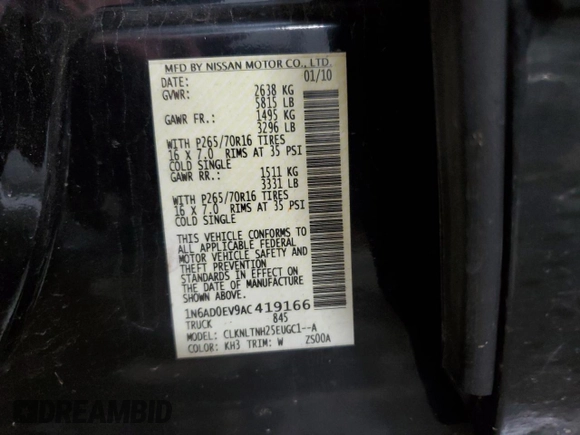 MFD BY NISSAN MOTOR CO., LTD.
DATE: 01/10
GVWR: 2638 KG
5815 LB
GAWR FR.: 1495 KG
3296 LB
WITH P265/70R16 TIRES
16 X 7.0 RIMS AT 35 PSI
COLD SINGLE
GAWR RR.: 1511 KG
3331 LB
WITH P265/70R16 TIRES
16 X 7.0 RIMS AT 35 PSI
COLD SINGLE
THIS VEHICLE CONFORMS TO
ALL APPLICABLE FEDERAL
MOTOR VEHICLE SAFETY AND
THEFT PREVENTION
STANDARDS IN EFFECT ON
THE DATE OF MANUFACTURE
SHOWN ABOVE.
1N6AD0EV9AC419166
TRUCK 845
MODEL: CLKNLTNH25EUGC1--A
COLOR: KH3 TRIM: W ZS00A
DREAMBID